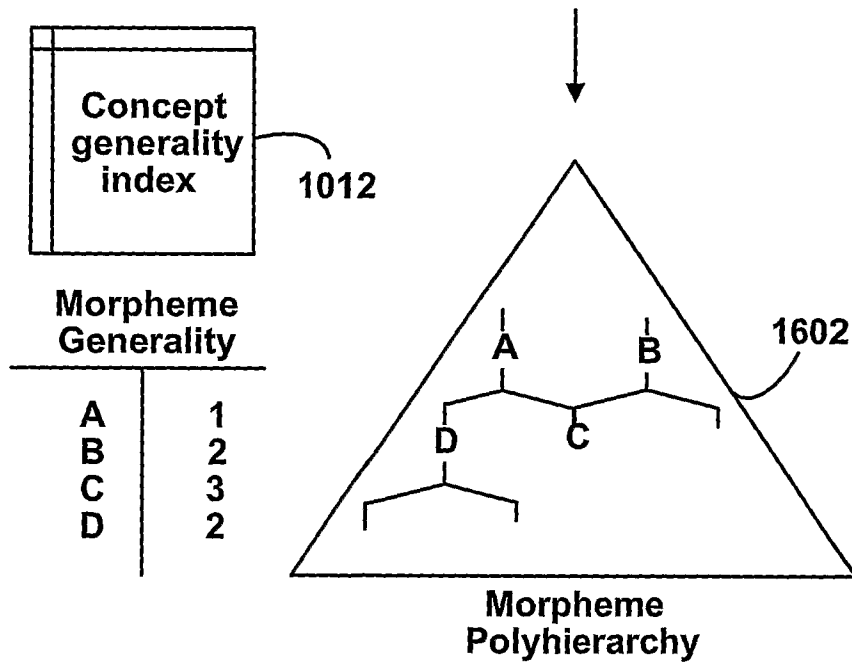 Concept
generality
index
1012
Morpheme
Generality
A 1
B 2
C 3
D 2
1602
A B
D C
Morpheme
Polyhierarchy